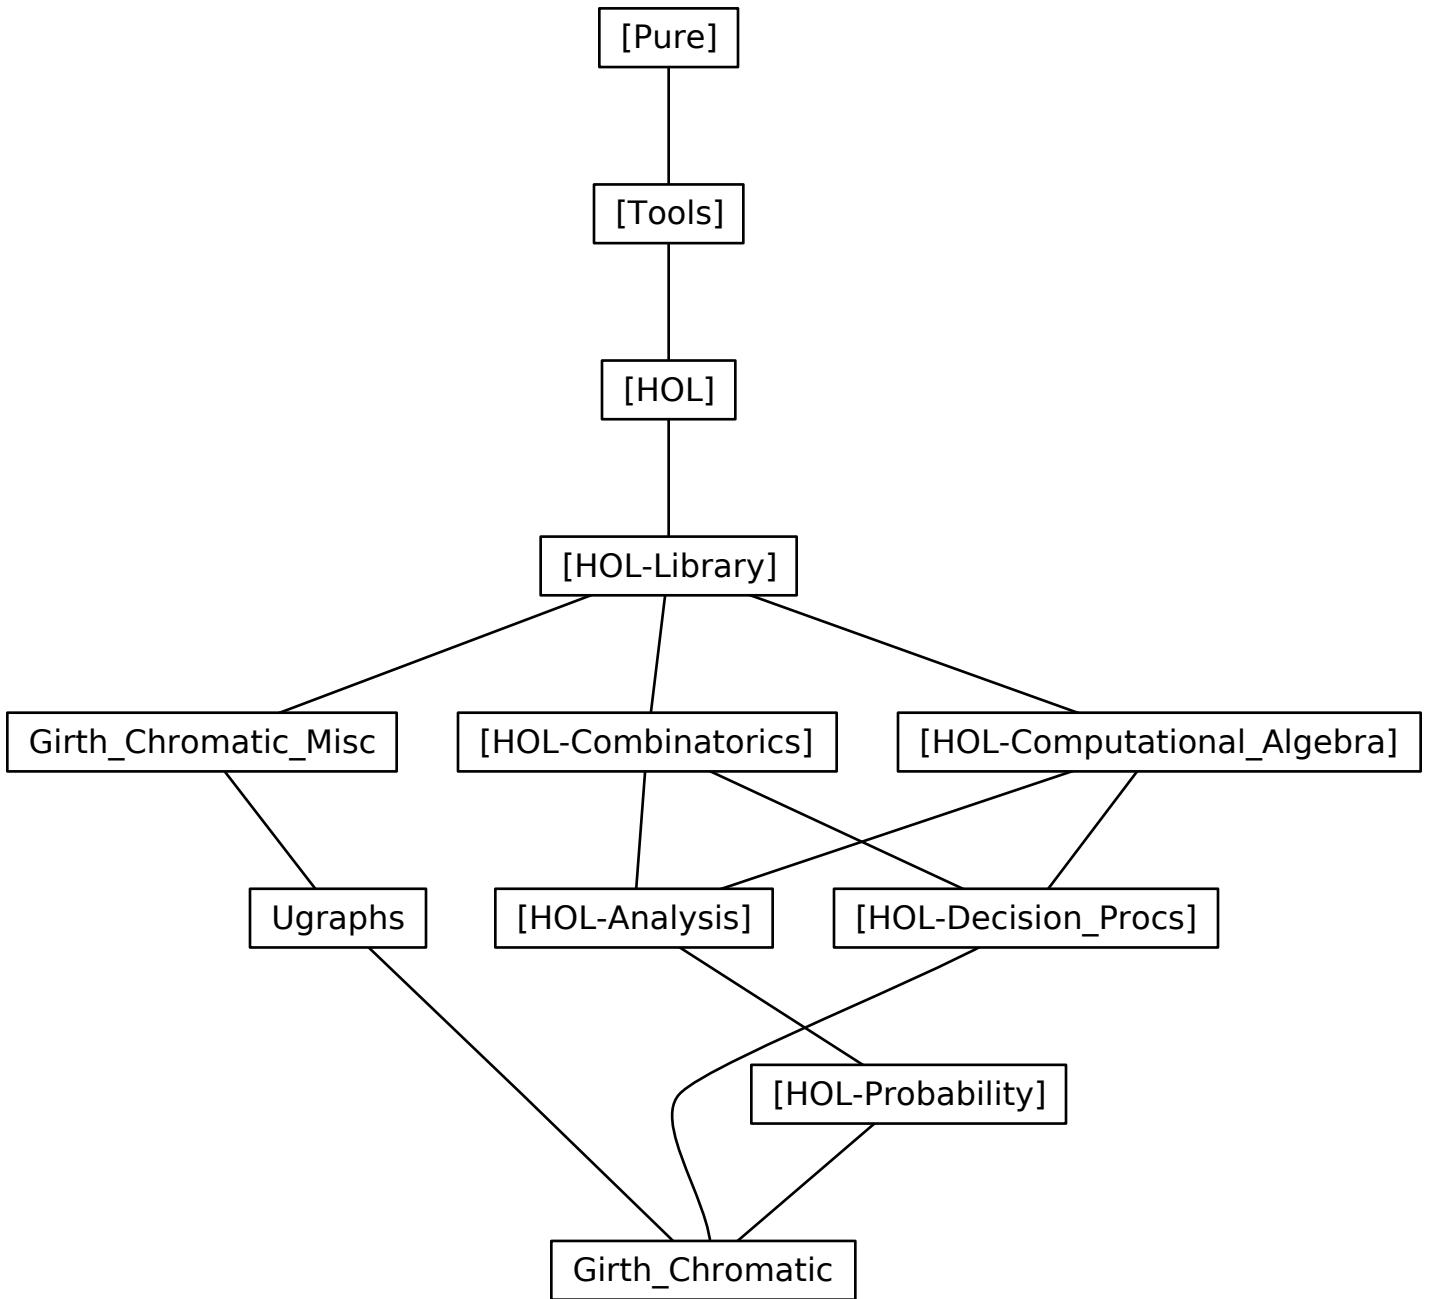 [Pure]
[Tools]
[HOL]
[HOL-Library]
Girth_Chromatic_Misc
[HOL-Combinatorics]
[HOL-Computational_Algebra]
Ugraphs
[HOL-Analysis]
[HOL-Decision_Procs]
[HOL-Probability]
Girth_Chromatic